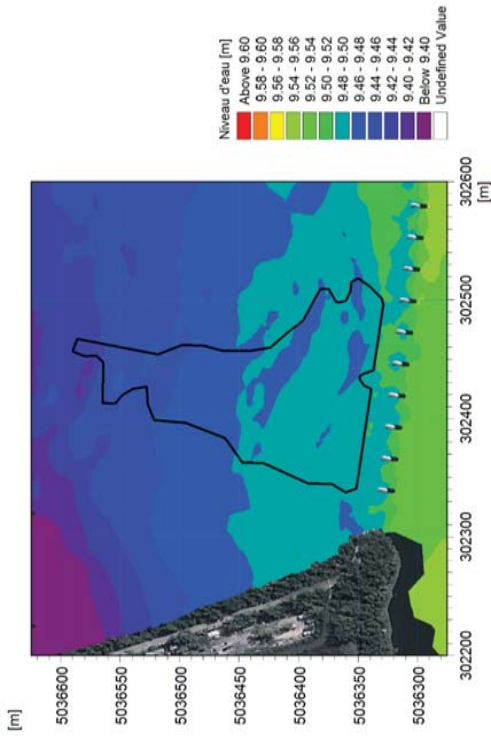 [m]
5036600
5036550
5036500
5036450
5036400
5036350
5036300
302200
302300
302400
302500
302600
[m]
Niveau d'eau [m]
Above 9.60
9.58 - 9.60
9.56 - 9.58
9.54 - 9.56
9.52 - 9.54
9.50 - 9.52
9.48 - 9.50
9.46 - 9.48
9.44 - 9.46
9.42 - 9.44
9.40 - 9.42
Below 9.40
Undefined Value